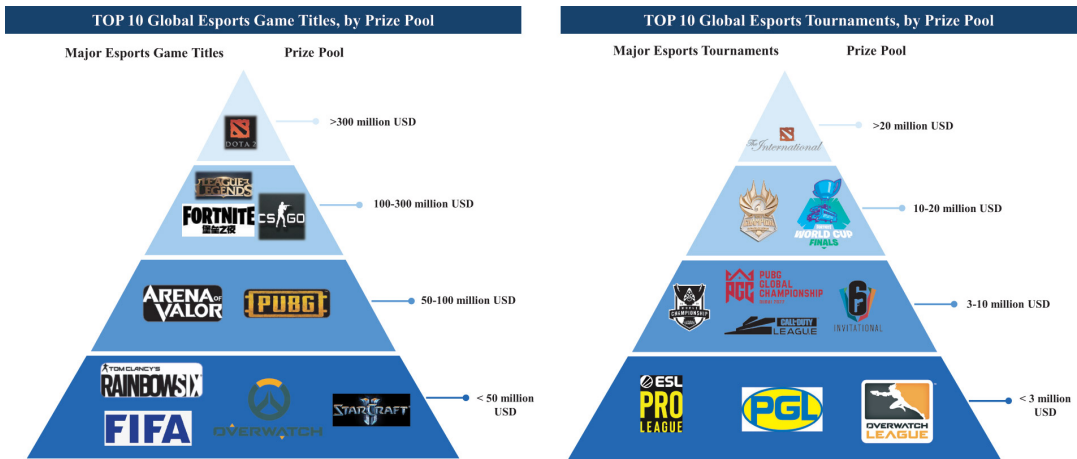 TOP 10 Global Esports Game Titles, by Prize Pool
Major Esports Game Titles
Prize Pool
DOTA 2
>300 million USD
LEAGUE OF
LEGENDS
FORTNITE
堡垒之夜
CS GO
100-300 million USD
ARENA OF
VALOR
PUBG
50-100 million USD
TOM CLANCY'S
RAINBOW SIX
FIFA
OVERWATCH
STARCRAFT
II
< 50 million
USD
TOP 10 Global Esports Tournaments, by Prize Pool
Major Esports Tournaments
Prize Pool
The International
>20 million USD
WORLD CUP
FINALS
10-20 million USD
CHAMPIONSHIP
PGC
PUBG
GLOBAL
CHAMPIONSHIP
CALL OF DUTY
LEAGUE
6
INVITATIONAL
3-10 million USD
ESL
PRO
LEAGUE
PGL
OVERWATCH
LEAGUE
< 3 million
USD